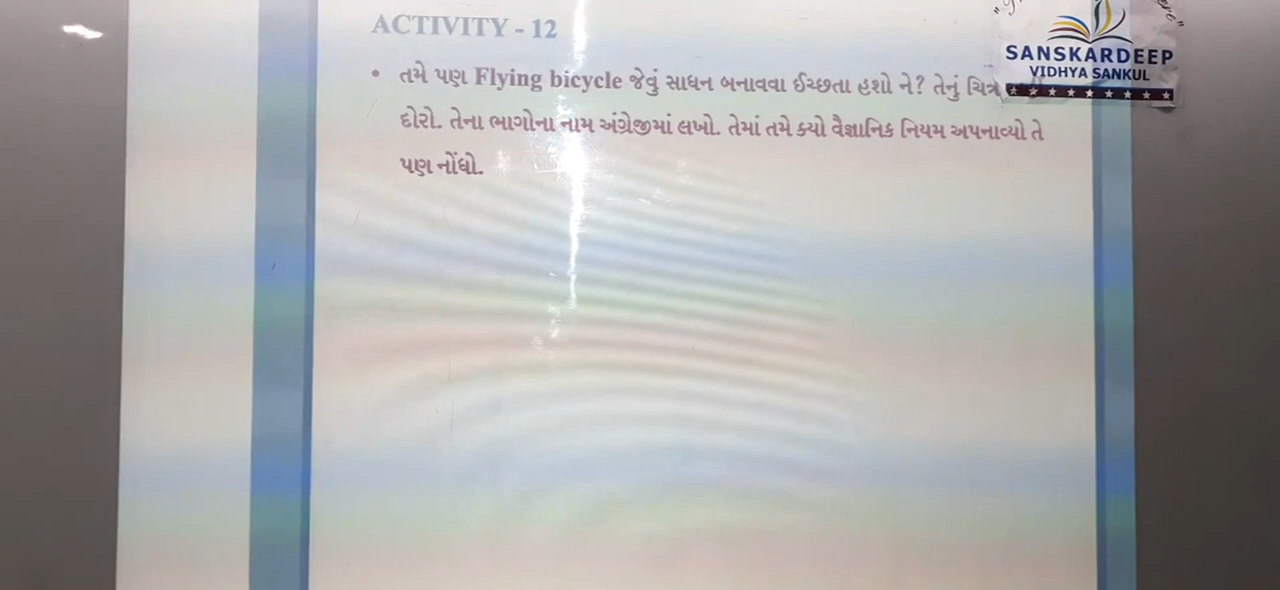 ACTIVITY - 12
SANSKARDEEP
VIDHYA SANKUL
• તમે પણ Flying bicycle જેવું સાધન બનાવવા ઈચ્છતા હશો ને? તેનું ચિત્ર
દોરો. તેના ભાગોના નામ અંગ્રેજીમાં લખો. તેમાં તમે ક્યો વૈજ્ઞાનિક નિયમ અપનાવ્યો તે
પણ નોંધો.